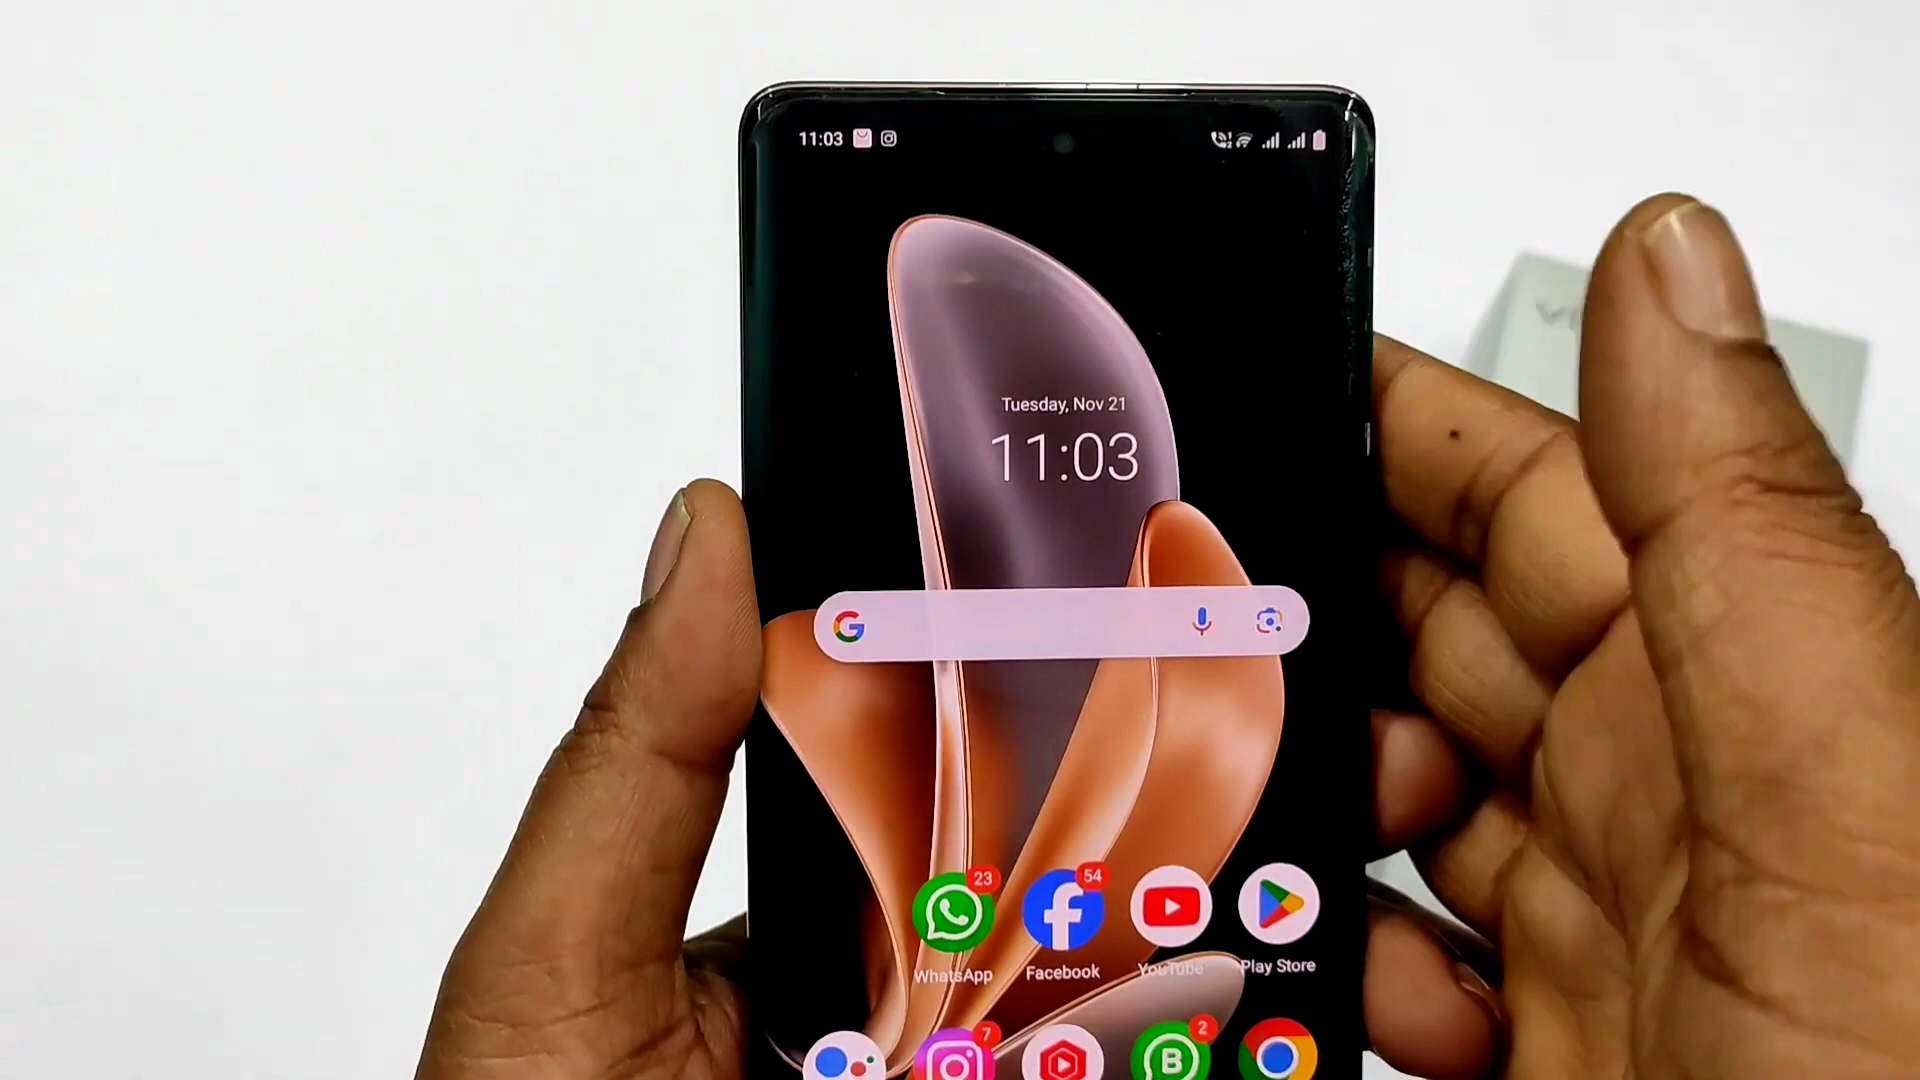 11:03
Tuesday, Nov 21
11:03
23
54
WhatsApp
Facebook
YouTube
Play Store
7
2
B